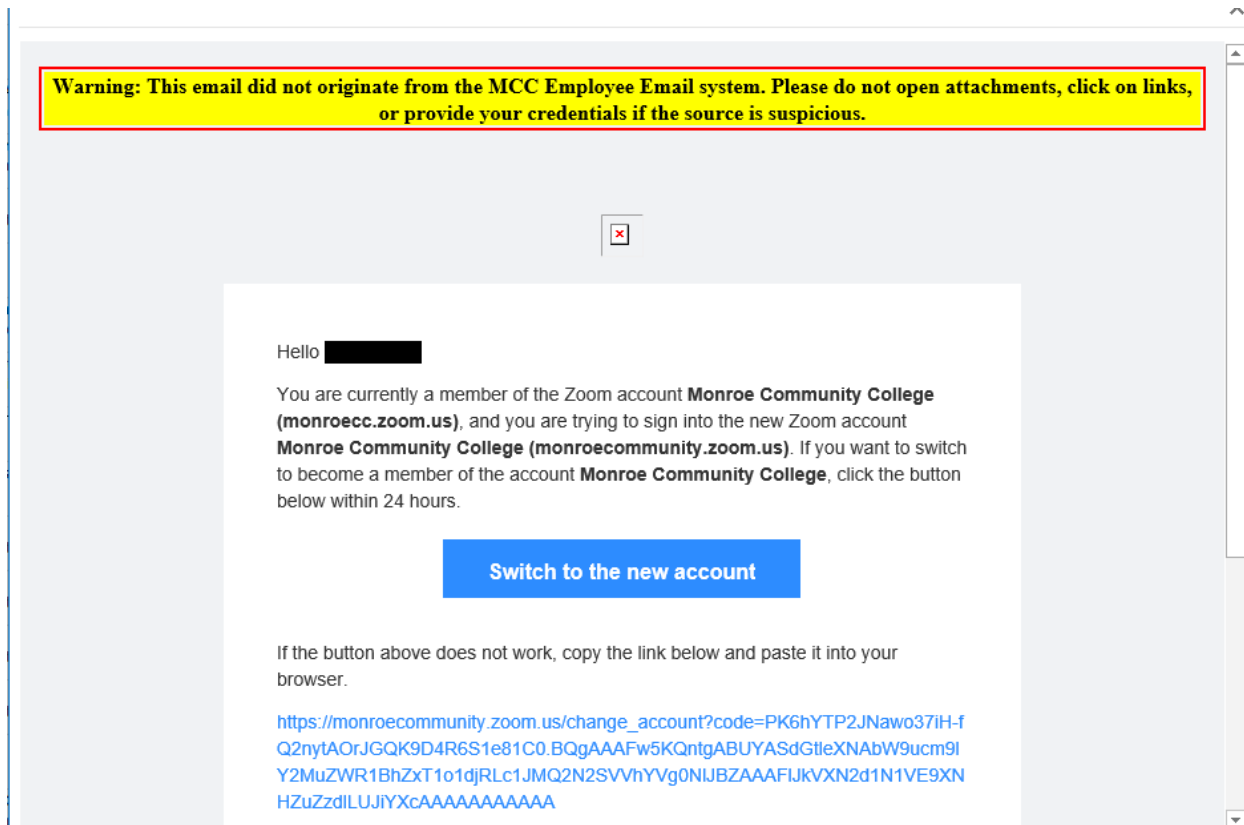 Warning: This email did not originate from the MCC Employee Email system. Please do not open attachments, click on links,
or provide your credentials if the source is suspicious.
Hello
You are currently a member of the Zoom account Monroe Community College
(monroecc.zoom.us), and you are trying to sign into the new Zoom account
Monroe Community College (monroecommunity.zoom.us). If you want to switch
to become a member of the account Monroe Community College, click the button
below within 24 hours.
Switch to the new account
If the button above does not work, copy the link below and paste it into your
browser.
https://monroecommunity.zoom.us/change_account?code=PK6hYTP2JNawo37iH-f
Q2nytAOrJGQK9D4R6S1e81C0.BQgAAAFw5KQntgABUYASdGtleXNAbW9ucm9l
Y2MuZWR1BhZxT1o1djRLc1JMQ2N2SVVhYVg0NlJBZAAAFlJkVXN2d1N1VE9XN
HZuZzdlLUJiYXcAAAAAAAAAAA